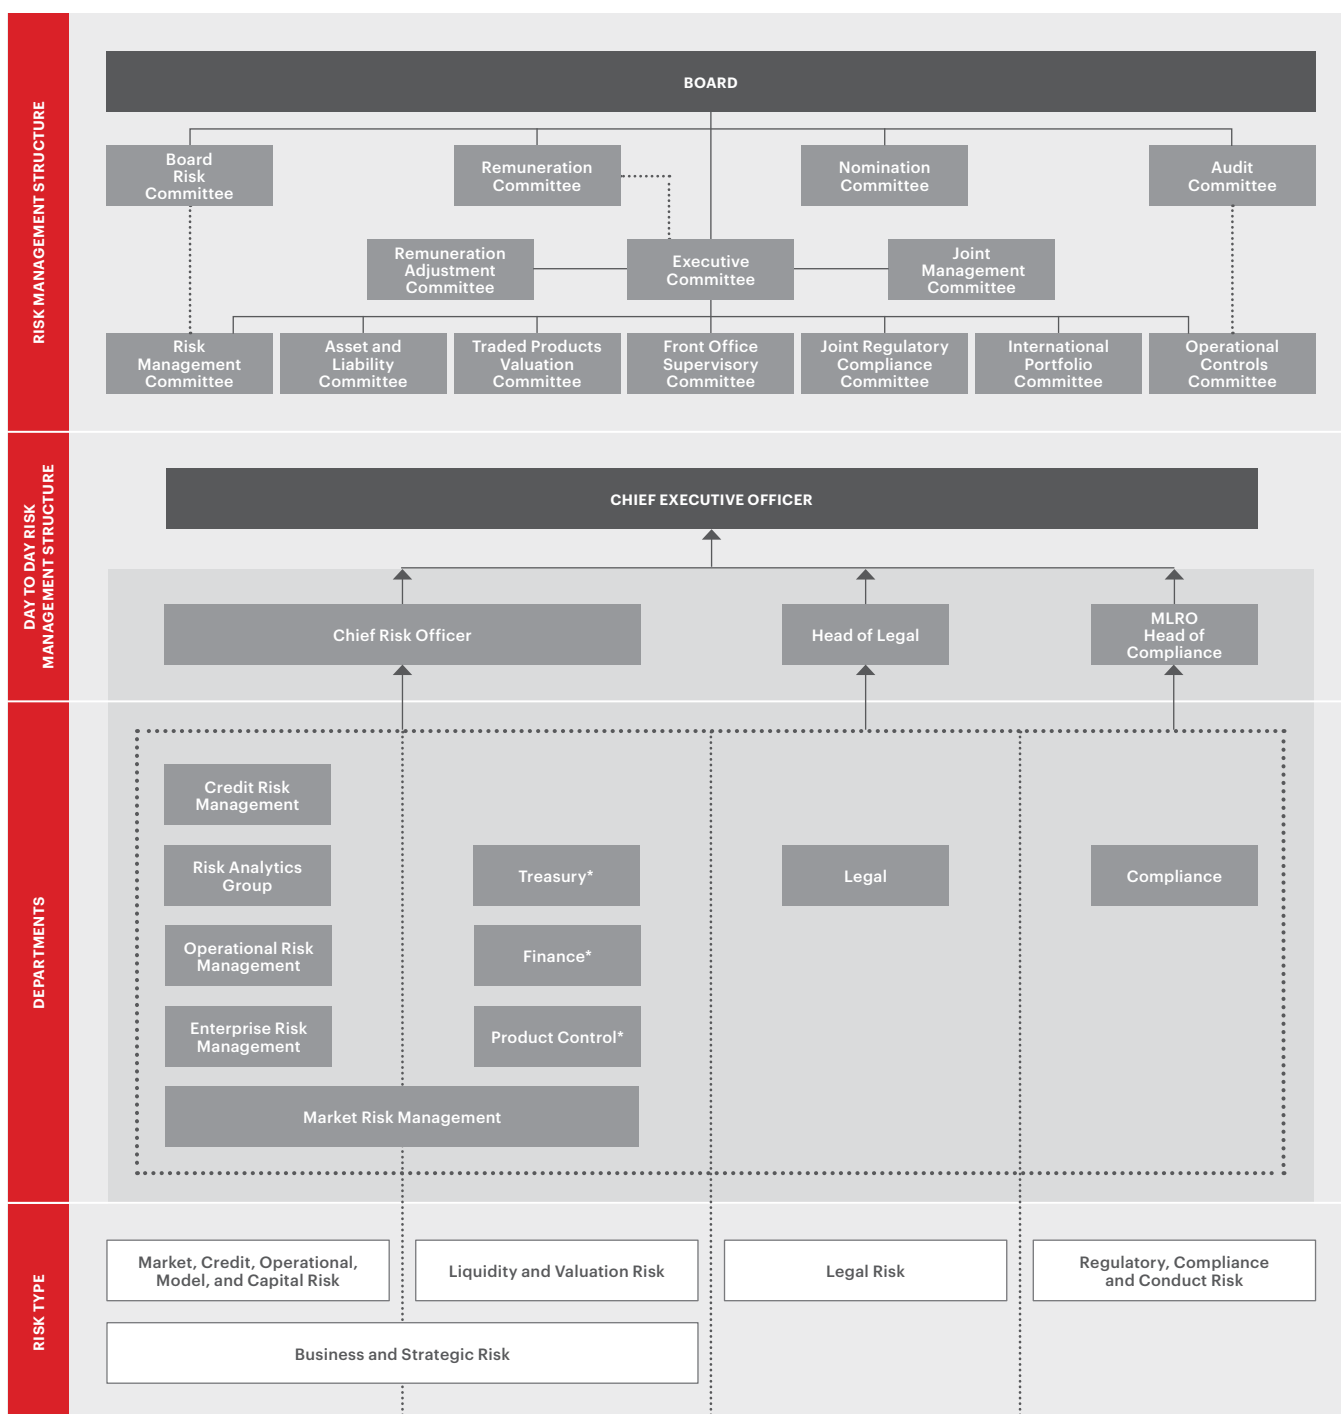 RISK MANAGEMENT STRUCTURE
BOARD
Board
Risk
Committee
Remuneration
Committee
Nomination
Committee
Audit
Committee
Remuneration
Adjustment
Committee
Executive
Committee
Joint
Management
Committee
Risk
Management
Committee
Asset and
Liability
Committee
Traded Products
Valuation
Committee
Front Office
Supervisory
Committee
Joint Regulatory
Compliance
Committee
International
Portfolio
Committee
Operational
Controls
Committee
DAY TO DAY RISK
MANAGEMENT STRUCTURE
CHIEF EXECUTIVE OFFICER
Chief Risk Officer
Head of Legal
MLRO
Head of
Compliance
DEPARTMENTS
Credit Risk
Management
Risk Analytics
Group
Treasury*
Legal
Compliance
Operational Risk
Management
Finance*
Enterprise Risk
Management
Product Control*
Market Risk Management
RISK TYPE
Market, Credit, Operational,
Model, and Capital Risk
Liquidity and Valuation Risk
Legal Risk
Regulatory, Compliance
and Conduct Risk
Business and Strategic Risk